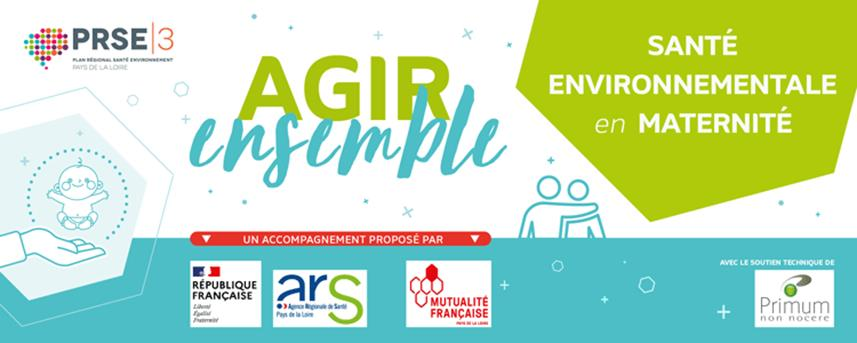 PRSE|3
PLAN RÉGIONAL SANTÉ ENVIRONNEMENT
PAYS DE LA LOIRE
AGIR
ensemble
SANTÉ
ENVIRONNEMENTALE
en MATERNITÉ
UN ACCOMPAGNEMENT PROPOSÉ PAR
RÉPUBLIQUE
FRANÇAISE
Liberté
Égalité
Fraternité
ars
Agence Régionale de Santé
Pays de la Loire
MUTUALITÉ
FRANÇAISE
PAYS DE LA LOIRE
AVEC LE SOUTIEN TECHNIQUE DE
Primum
non nocere